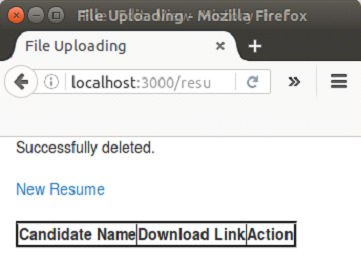 File Uploading - Mozilla Firefox
File Uploading
localhost:3000/resu
Successfully deleted.
New Resume
Candidate Name Download Link Action